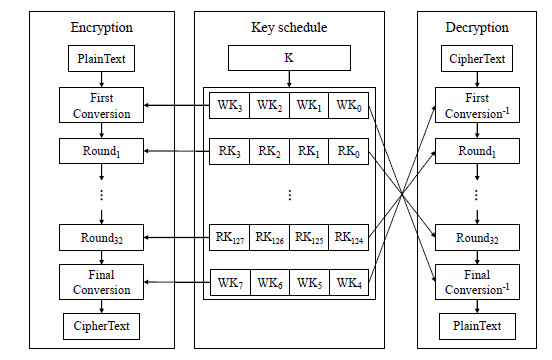 Encryption
PlainText
First
Conversion
Round₁
⋮
Round₃₂
Final
Conversion
CipherText
Key schedule
K
WK₃ WK₂ WK₁ WK₀
RK₃ RK₂ RK₁ RK₀
⋮
RK₁₂₇ RK₁₂₆ RK₁₂₅ RK₁₂₄
WK₇ WK₆ WK₅ WK₄
Decryption
CipherText
First
Conversion⁻¹
Round₁
⋮
Round₃₂
Final
Conversion⁻¹
PlainText